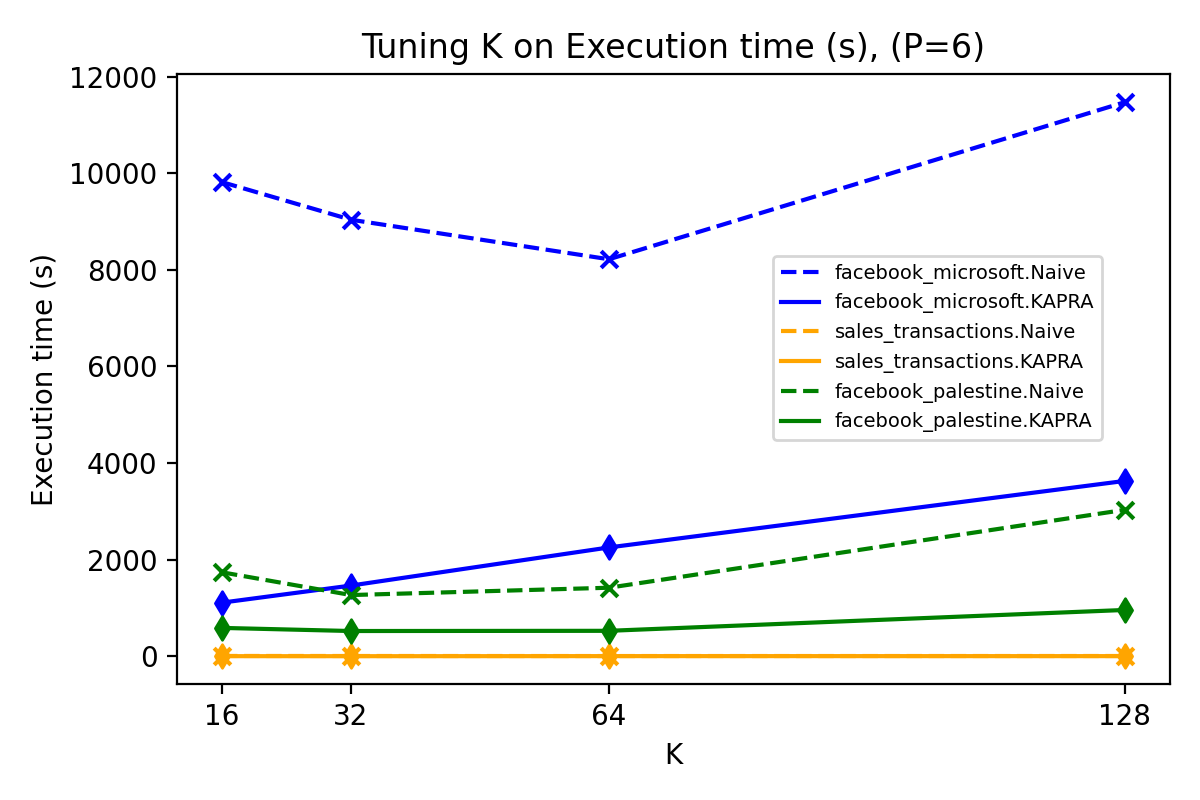 Tuning K on Execution time (s), (P=6)
12000
10000
8000
6000
4000
2000
0
Execution time (s)
facebook_microsoft.Naive
facebook_microsoft.KAPRA
sales_transactions.Naive
sales_transactions.KAPRA
facebook_palestine.Naive
facebook_palestine.KAPRA
16 32 64 128
K